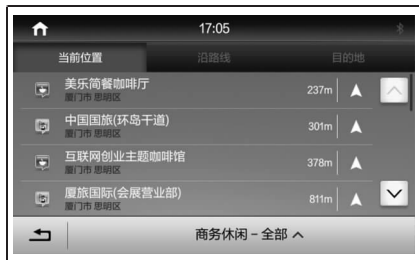 17:05
当前位置 沿路线 目的地
美乐简餐咖啡厅
厦门市 思明区
237m
中国国旅(环岛干道)
厦门市 思明区
301m
互联网创业主题咖啡馆
厦门市 思明区
378m
厦旅国际(会展营业部)
厦门市 思明区
811m
商务休闲 – 全部